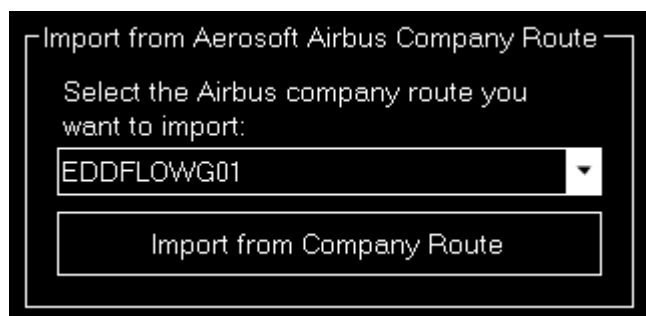 Import from Aerosoft Airbus Company Route
Select the Airbus company route you
want to import:
EDDFLOWG01
Import from Company Route